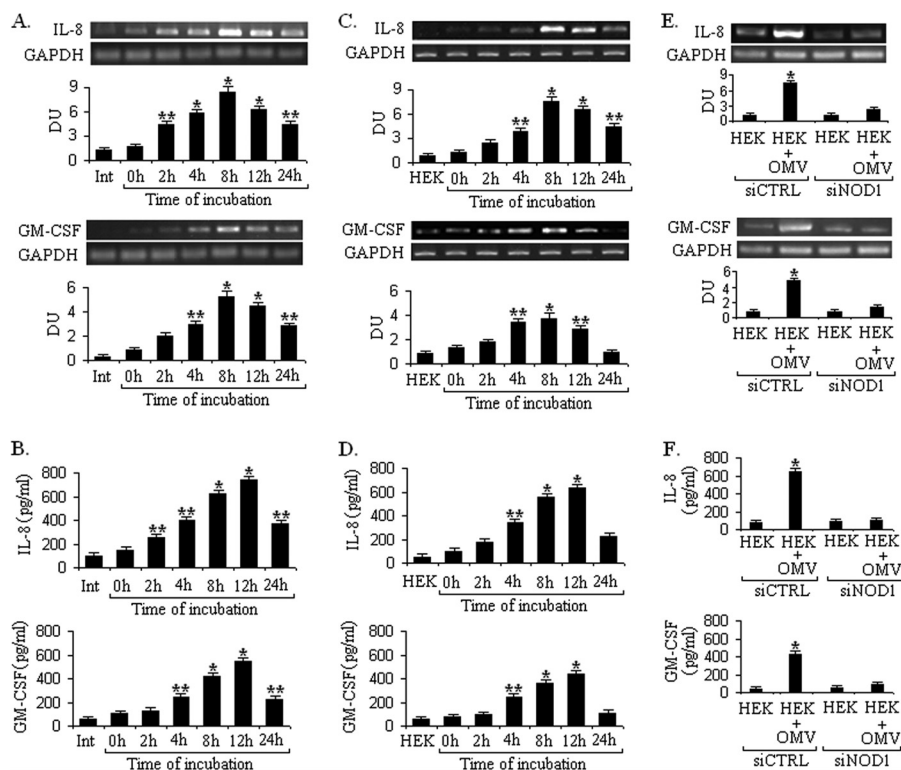 A.
IL-8
GAPDH
DU
9
6
3
0
** * * * **
Int 0h 2h 4h 8h 12h 24h
Time of incubation
GM-CSF
GAPDH
DU
6
4
2
0
** * * **
Int 0h 2h 4h 8h 12h 24h
Time of incubation
B.
IL-8 (pg/ml)
800
600
400
200
0
** ** * * **
Int 0h 2h 4h 8h 12h 24h
Time of incubation
GM-CSF (pg/ml)
800
600
400
200
0
** * * **
Int 0h 2h 4h 8h 12h 24h
Time of incubation
C.
IL-8
GAPDH
DU
9
6
3
0
** * * **
HEK 0h 2h 4h 8h 12h 24h
Time of incubation
GM-CSF
GAPDH
DU
6
4
2
0
** * **
HEK 0h 2h 4h 8h 12h 24h
Time of incubation
D.
IL-8 (pg/ml)
800
600
400
200
0
** * *
HEK 0h 2h 4h 8h 12h 24h
Time of incubation
GM-CSF (pg/ml)
800
600
400
200
0
** * *
HEK 0h 2h 4h 8h 12h 24h
Time of incubation
E.
IL-8
GAPDH
DU
9
6
3
0
*
HEK HEK HEK HEK
+ +
OMV OMV
siCTRL siNOD1
GM-CSF
GAPDH
DU
6
4
2
0
*
HEK HEK HEK HEK
+ +
OMV OMV
siCTRL siNOD1
F.
IL-8
(pg/ml)
800
600
400
200
0
*
HEK HEK HEK HEK
+ +
OMV OMV
siCTRL siNOD1
GM-CSF
(pg/ml)
800
600
400
200
0
*
HEK HEK HEK HEK
+ +
OMV OMV
siCTRL siNOD1